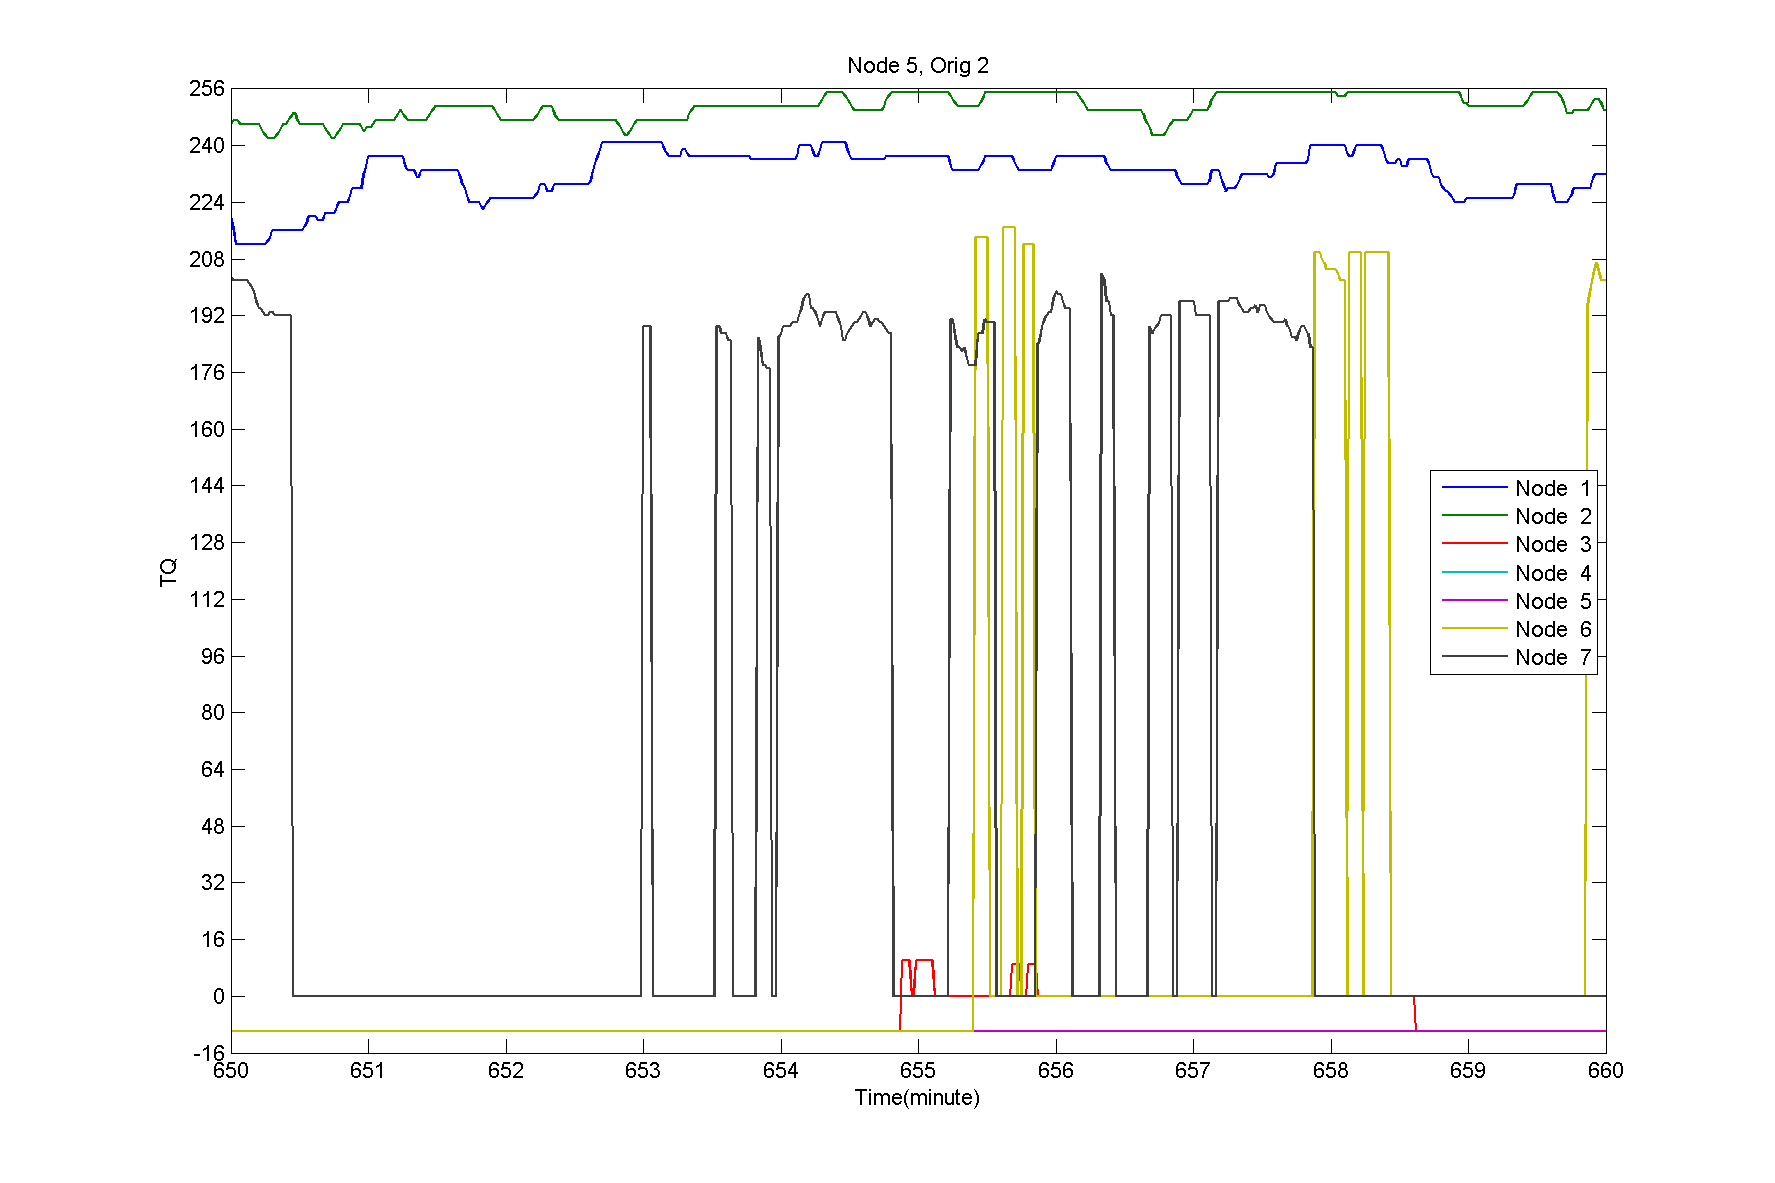 Node 5, Orig 2
256
240
224
208
192
176
160
144
128
112
96
80
64
48
32
16
0
-16
TQ
Node 1
Node 2
Node 3
Node 4
Node 5
Node 6
Node 7
650 651 652 653 654 655 656 657 658 659 660
Time(minute)